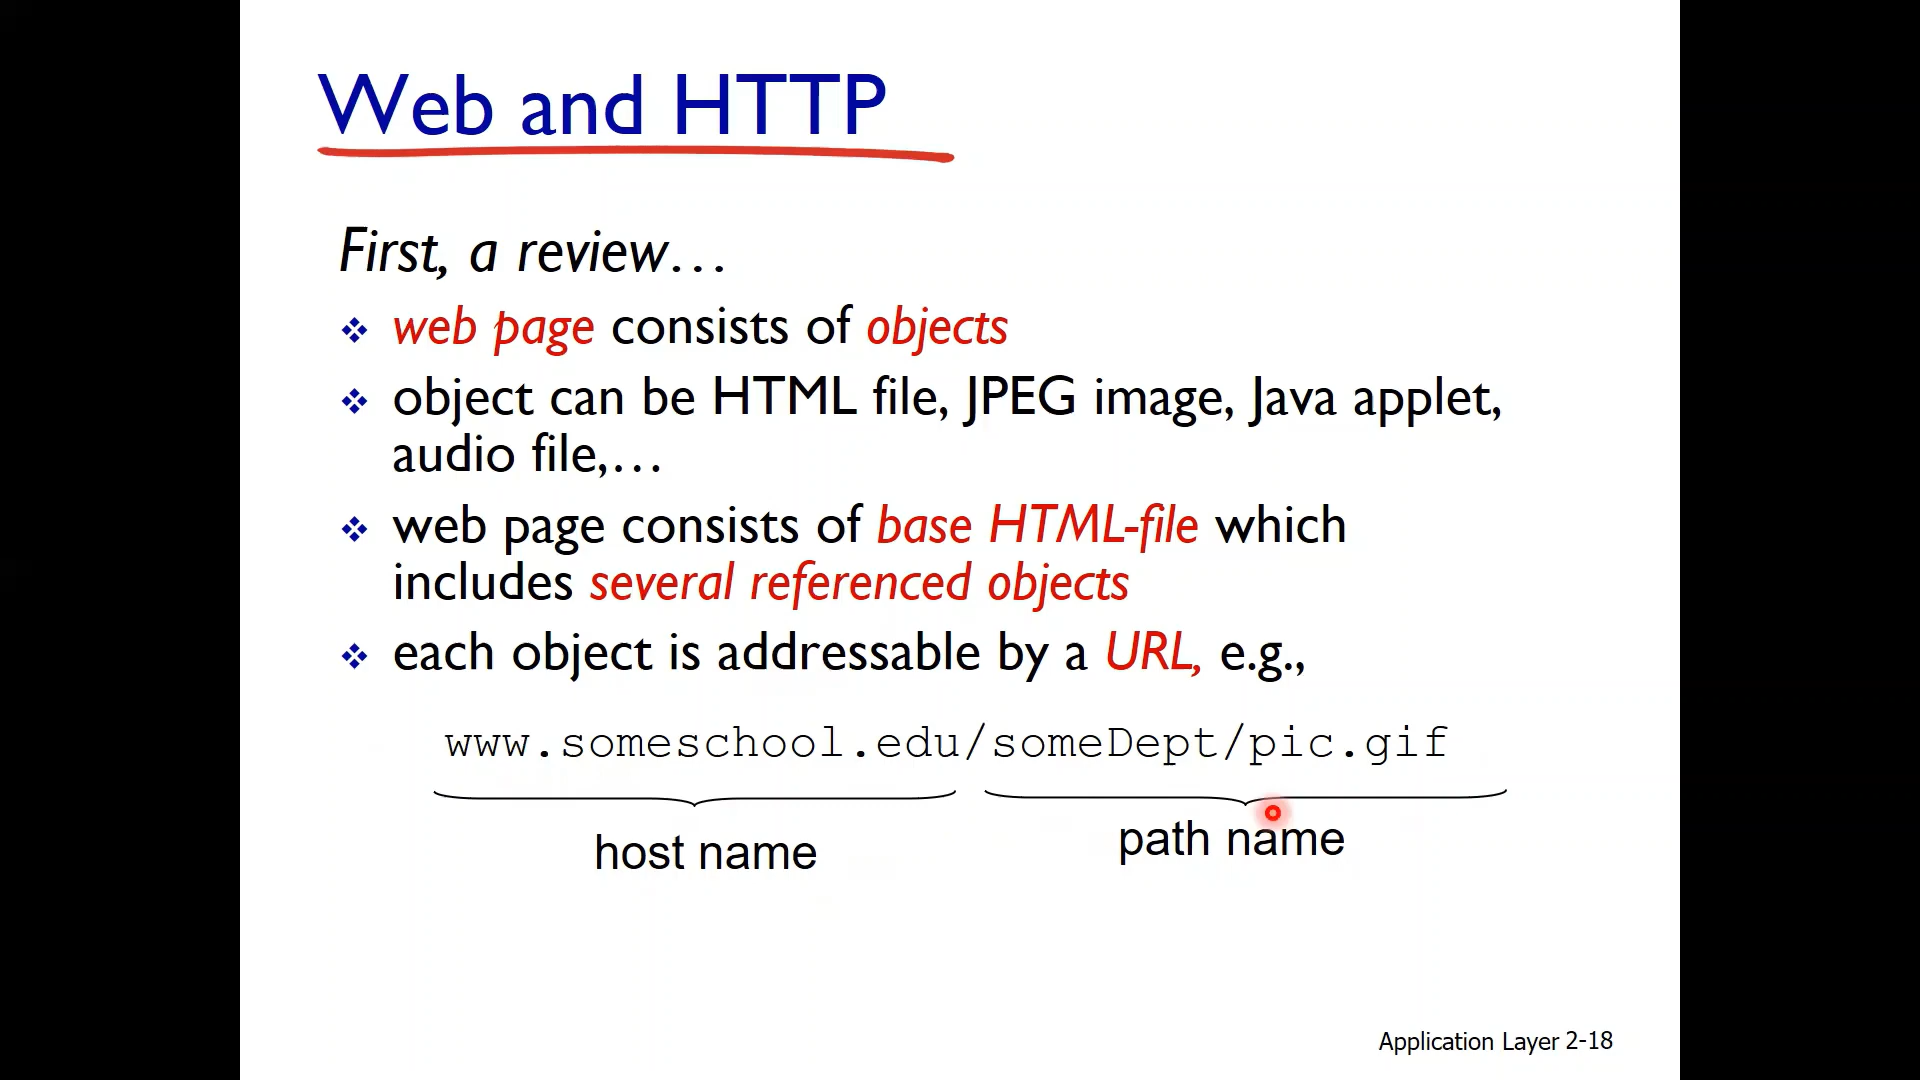 Web and HTTP
First, a review…
web page consists of objects
object can be HTML file, JPEG image, Java applet,
audio file,…
web page consists of base HTML-file which
includes several referenced objects
each object is addressable by a URL, e.g.,
www.someschool.edu/someDept/pic.gif
host name
path name
Application Layer 2-18